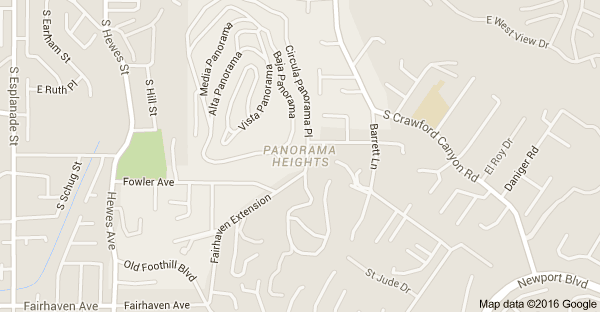 E West View Dr
S Earnham St
S Hewes St
Media Panorama
Circula Panorama Pl
Baja Panorama
Alta Panorama
Vista Panorama
E Ruth Pl
S Hill St
S Esplanade St
S Crawford Canyon Rd
Barrett Ln
PANORAMA
HEIGHTS
El Roy Dr
Daniger Rd
S Schug St
Fowler Ave
Hewes Ave
Fairhaven Extension
Old Foothill Blvd
St Jude Dr
Newport Blvd
Fairhaven Ave
Fairhaven Ave
Map data ©2016 Google